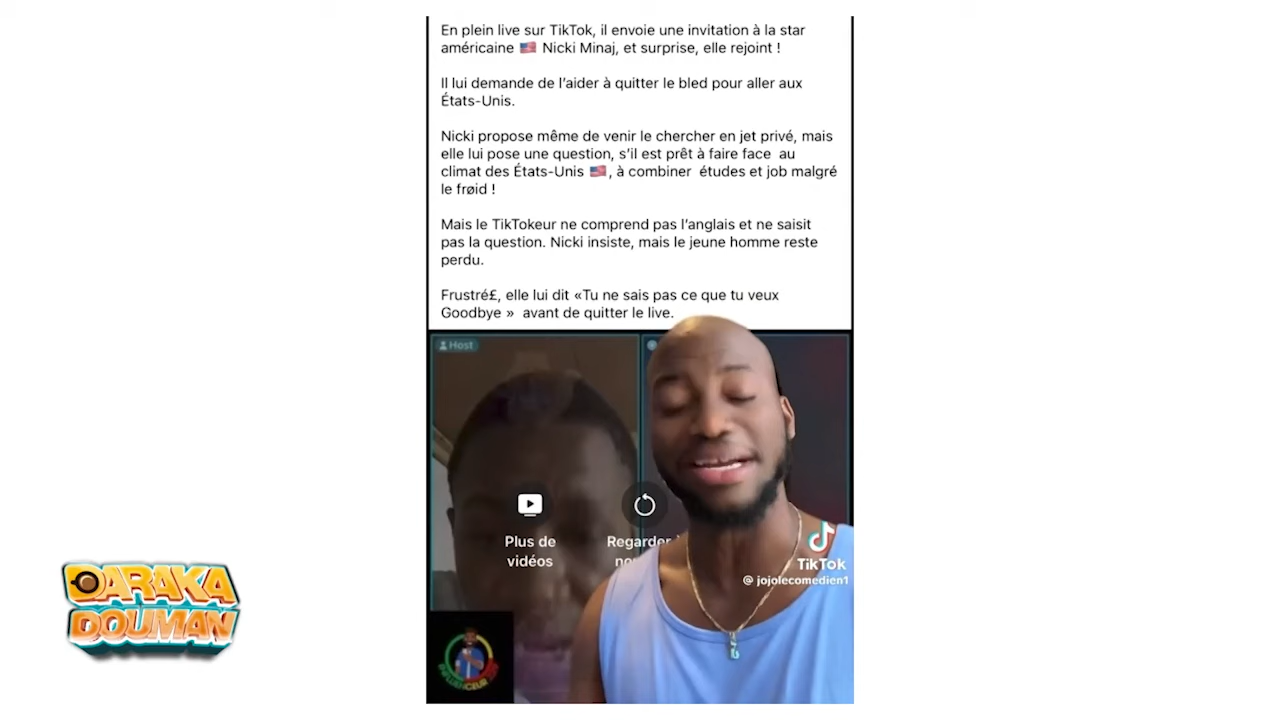 En plein live sur TikTok, il envoie une invitation à la star
américaine 🇺🇸 Nicki Minaj, et surprise, elle rejoint !
Il lui demande de l'aider à quitter le bled pour aller aux
États-Unis.
Nicki propose même de venir le chercher en jet privé, mais
elle lui pose une question, s'il est prêt à faire face au
climat des États-Unis 🇺🇸, à combiner études et job malgré
le frøid !
Mais le TikTokeur ne comprend pas l'anglais et ne saisit
pas la question. Nicki insiste, mais le jeune homme reste
perdu.
Frustré£, elle lui dit «Tu ne sais pas ce que tu veux
Goodbye » avant de quitter le live.
Host
Plus de
vidéos
Regarder
TikTok
@ jojolecomedien1
DARAKA
DOUMAN